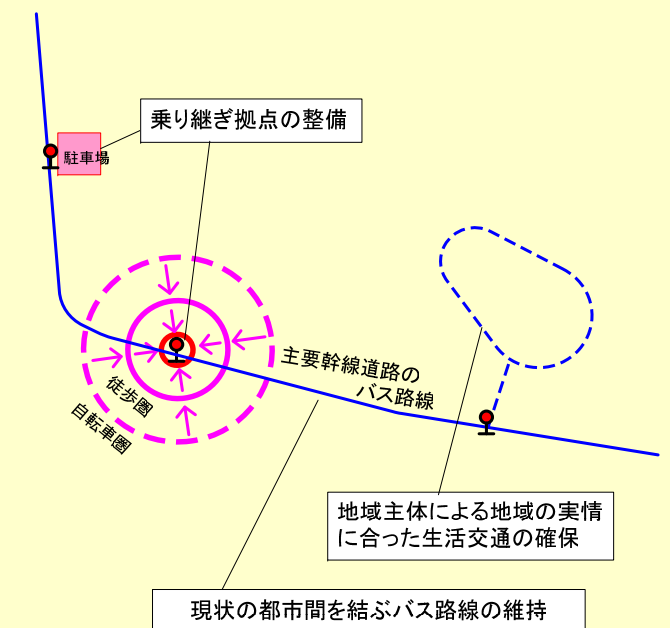 乗り継ぎ拠点の整備
駐車場
主要幹線道路の
バス路線
徒歩圏
自転車圏
地域主体による地域の実情
に合った生活交通の確保
現状の都市間を結ぶバス路線の維持